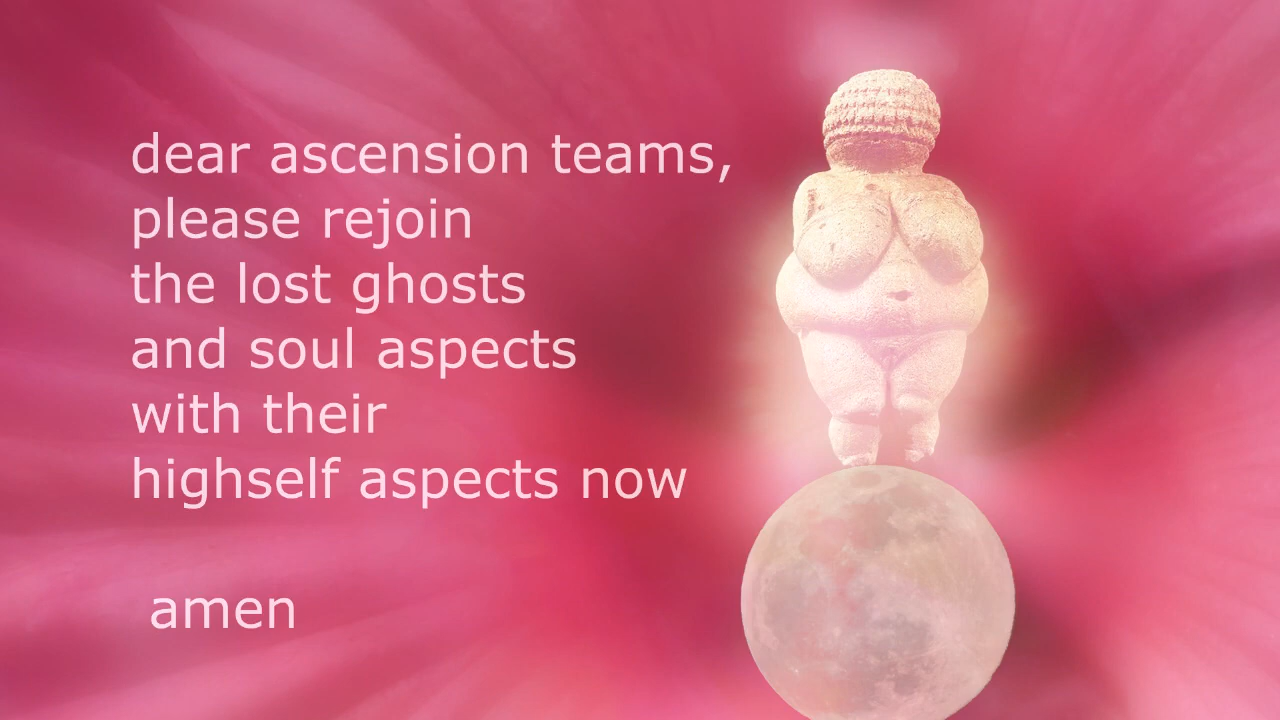 dear ascension teams,
please rejoin
the lost ghosts
and soul aspects
with their
highself aspects now
amen